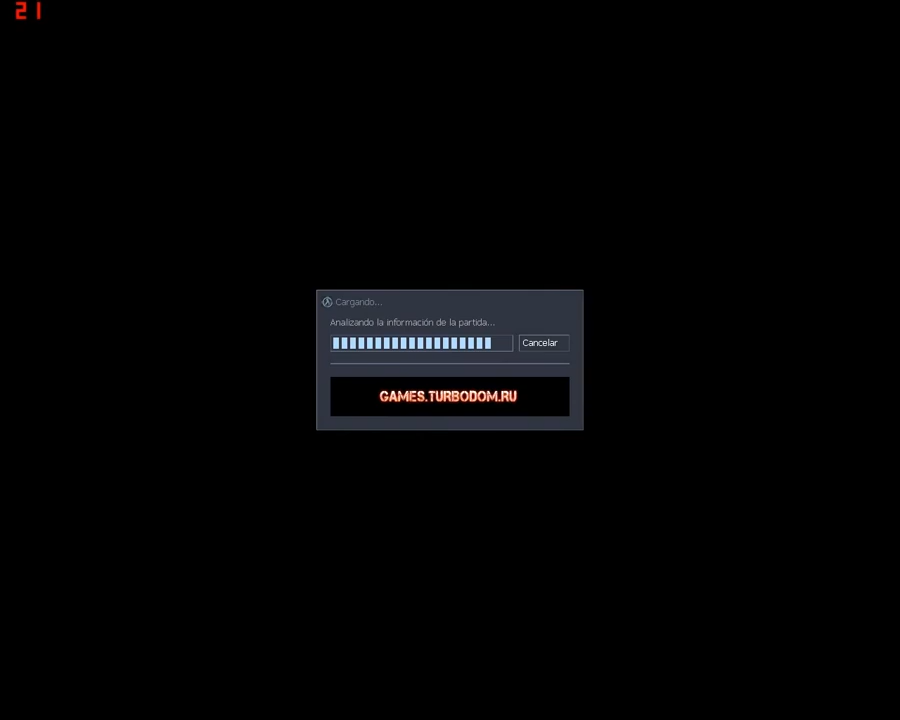 21
Cargando...
Analizando la información de la partida...
Cancelar
GAMES.TURBODOM.RU